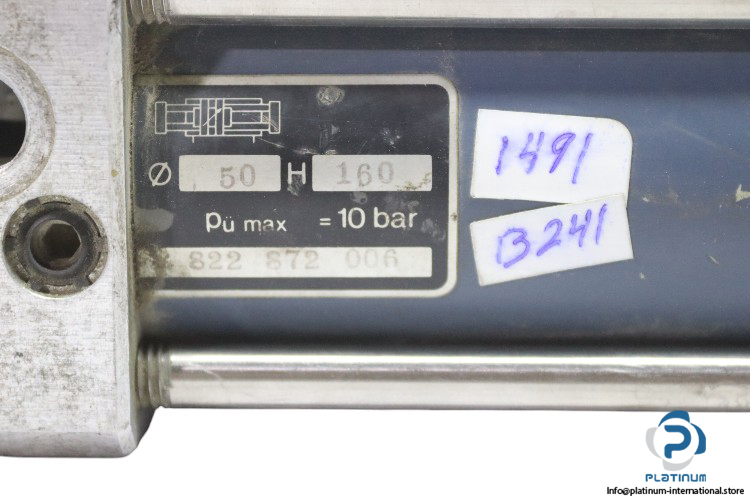 Ø 50 H 160
pü max = 10 bar
822 872 006
1491
B241
PLATINUM
Info@platinum-international.store